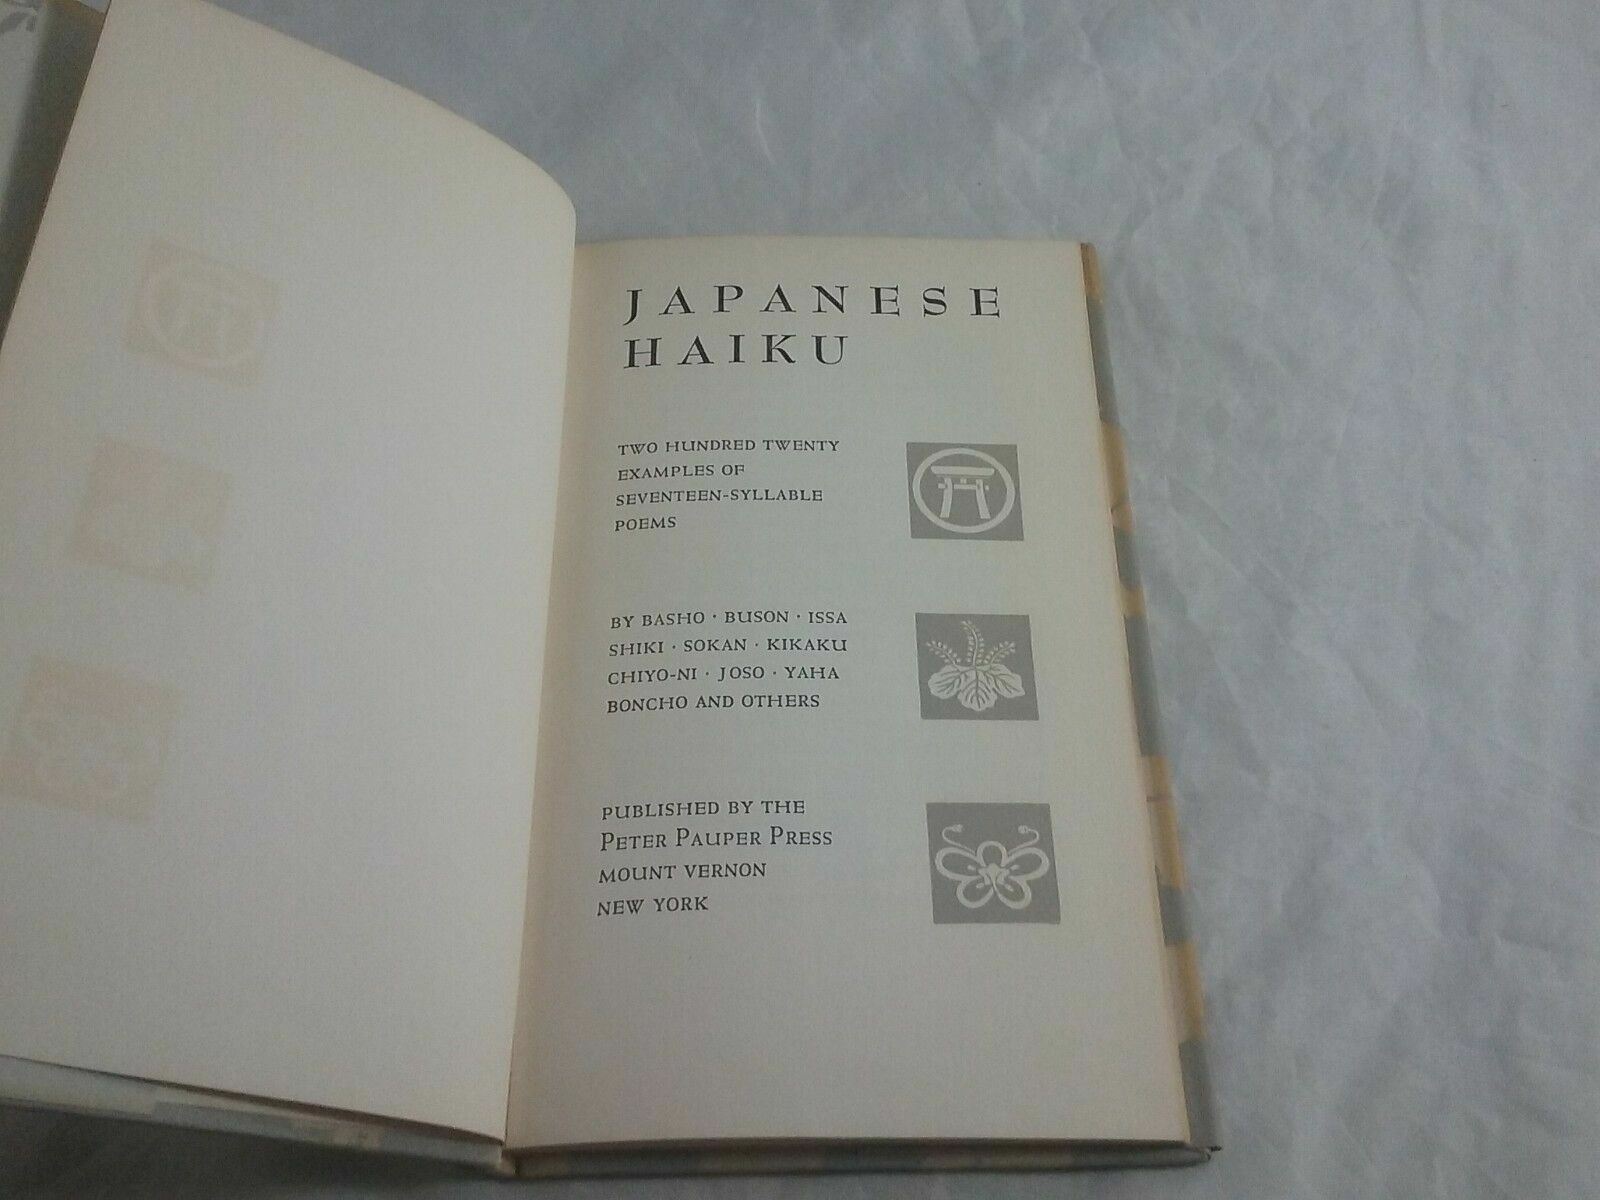 JAPANESE
HAIKU
TWO HUNDRED TWENTY
EXAMPLES OF
SEVENTEEN-SYLLABLE
POEMS
BY BASHO · BUSON · ISSA
SHIKI · SOKAN · KIKAKU
CHIYO-NI · JOSO · YAHA
BONCHO AND OTHERS
PUBLISHED BY THE
PETER PAUPER PRESS
MOUNT VERNON
NEW YORK